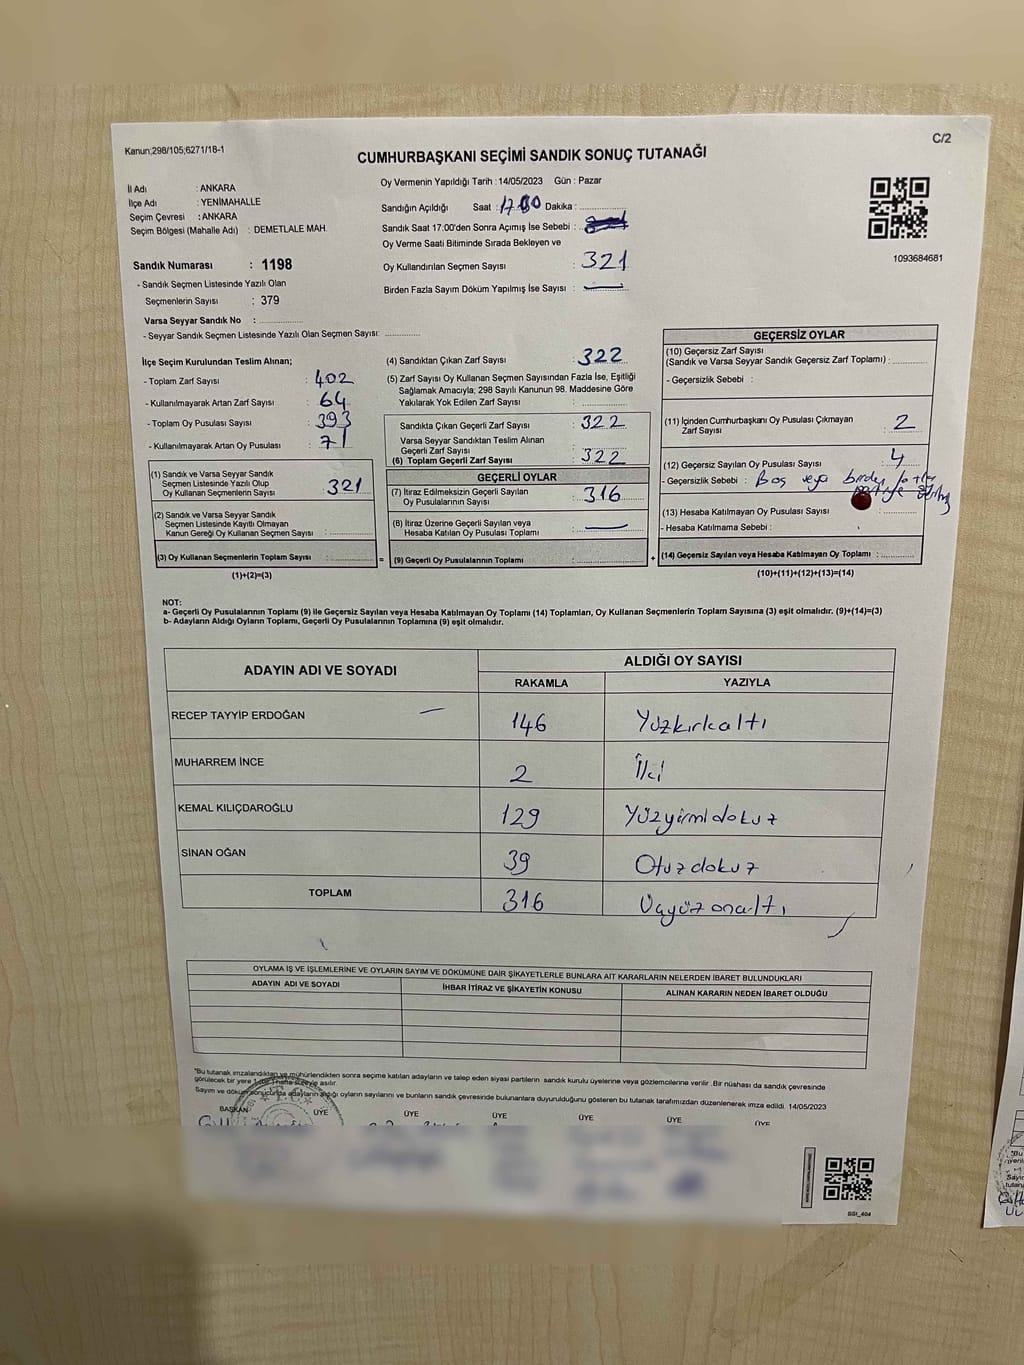 Kanun;298/105;6271/18-1
C/2
CUMHURBAŞKANI SEÇİMİ SANDIK SONUÇ TUTANAĞI
İl Adı : ANKARA
İlçe Adı : YENİMAHALLE
Seçim Çevresi : ANKARA
Seçim Bölgesi (Mahalle Adı) : DEMETLALE MAH.
Sandık Numarası : 1198
- Sandık Seçmen Listesinde Yazılı Olan
Seçmenlerin Sayısı : 379
Varsa Seyyar Sandık No :
- Seyyar Sandık Seçmen Listesinde Yazılı Olan Seçmen Sayısı:
Oy Vermenin Yapıldığı Tarih : 14/05/2023 Gün : Pazar
Sandığın Açıldığı Saat : Dakika :
Sandık Saat 17:00'den Sonra Açımış İse Sebebi :
Oy Verme Saati Bitiminde Sırada Bekleyen ve
Oy Kullandırılan Seçmen Sayısı : 321
Birden Fazla Sayım Döküm Yapılmış İse Sayısı : —
1093684681
İlçe Seçim Kurulundan Teslim Alınan;
- Toplam Zarf Sayısı : 402
- Kullanılmayarak Artan Zarf Sayısı : 64
- Toplam Oy Pusulası Sayısı : 393
- Kullanılmayarak Artan Oy Pusulası : 71
(1) Sandık ve Varsa Seyyar Sandık
Seçmen Listesinde Yazılı Olup
Oy Kullanan Seçmenlerin Sayısı : 321
(2) Sandık ve Varsa Seyyar Sandık
Seçmen Listesinde Kayıtlı Olmayan
Kanun Gereği Oy Kullanan Seçmen Sayısı :
(3) Oy Kullanan Seçmenlerin Toplam Sayısı :
(1)+(2)=(3)
(4) Sandıktan Çıkan Zarf Sayısı : 322
(5) Zarf Sayısı Oy Kullanan Seçmen Sayısından Fazla İse, Eşitliği
Sağlamak Amacıyla; 298 Sayılı Kanunun 98. Maddesine Göre
Yakılarak Yok Edilen Zarf Sayısı :
Sandıkta Çıkan Geçerli Zarf Sayısı : 322
Varsa Seyyar Sandıktan Teslim Alınan
Geçerli Zarf Sayısı :
(6) Toplam Geçerli Zarf Sayısı : 322
GEÇERLİ OYLAR
(7) İtiraz Edilmeksizin Geçerli Sayılan
Oy Pusulalarının Sayısı : 316
(8) İtiraz Üzerine Geçerli Sayılan veya
Hesaba Katılan Oy Pusulası Toplamı : —
=
(9) Geçerli Oy Pusulalarının Toplamı :
+
GEÇERSİZ OYLAR
(10) Geçersiz Zarf Sayısı
(Sandık ve Varsa Seyyar Sandık Geçersiz Zarf Toplamı) :
- Geçersizlik Sebebi :
(11) İçinden Cumhurbaşkanı Oy Pusulası Çıkmayan
Zarf Sayısı : 2
(12) Geçersiz Sayılan Oy Pusulası Sayısı : 4
- Geçersizlik Sebebi : Boş veya birden
(13) Hesaba Katılmayan Oy Pusulası Sayısı :
- Hesaba Katılmama Sebebi :
(14) Geçersiz Sayılan veya Hesaba Katılmayan Oy Toplamı :
(10)+(11)+(12)+(13)=(14)
NOT:
a- Geçerli Oy Pusulalarının Toplamı (9) ile Geçersiz Sayılan veya Hesaba Katılmayan Oy Toplamı (14) Toplamları, Oy Kullanan Seçmenlerin Toplam Sayısına (3) eşit olmalıdır. (9)+(14)=(3)
b- Adayların Aldığı Oyların Toplamı, Geçerli Oy Pusulalarının Toplamına (9) eşit olmalıdır.
ADAYIN ADI VE SOYADI
ALDIĞI OY SAYISI
RAKAMLA YAZIYLA
RECEP TAYYİP ERDOĞAN — 146 Yüzkırkaltı
MUHARREM İNCE 2 İki
KEMAL KILIÇDAROĞLU 129 Yüzyirmidokuz
SİNAN OĞAN 39 Otuzdokuz
TOPLAM 316 Üçyüzonaltı
OYLAMA İŞ VE İŞLEMLERİNE VE OYLARIN SAYIM VE DÖKÜMÜNE DAİR ŞİKAYETLERLE BUNLARA AİT KARARLARIN NELERDEN İBARET BULUNDUKLARI
ADAYIN ADI VE SOYADI İHBAR İTİRAZ VE ŞİKAYETİN KONUSU ALINAN KARARIN NEDEN İBARET OLDUĞU
"Bu tutanak imzalandıktan ve mühürlendikten sonra seçime katılan adayların ve talep eden siyasi partilerin sandık kurulu üyelerine veya gözlemcilerine verilir. Bir nüshası da sandık çevresinde
görülecek bir yere 1 (bir) hafta süreyle asılır.
Sayım ve döküm sonucunda adayların aldığı oyların sayılarını ve bunların sandık çevresinde bulunanlara duyurulduğunu gösteren bu tutanak tarafımızdan düzenlenerek imza edildi. 14/05/2023
BAŞKAN ÜYE ÜYE ÜYE ÜYE ÜYE ÜYE
SSI_404